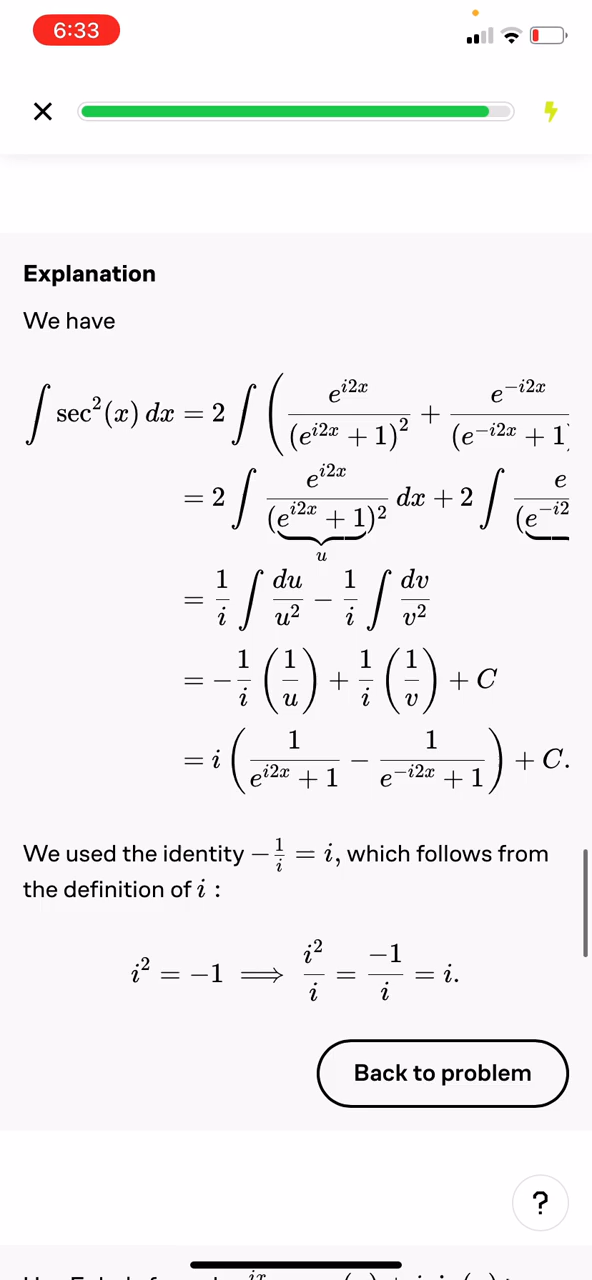 6:33
Explanation
We have
∫ sec²(x) dx = 2 ∫ ( e^{i2x} / (e^{i2x} + 1)² + e^{-i2x} / (e^{-i2x} + 1)
= 2 ∫ e^{i2x} / (e^{i2x} + 1)² dx + 2 ∫ e / (e^{-i2
u
= 1/i ∫ du/u² − 1/i ∫ dv/v²
= −1/i (1/u) + 1/i (1/v) + C
= i ( 1 / (e^{i2x} + 1) − 1 / (e^{-i2x} + 1) ) + C.
We used the identity −1/i = i, which follows from
the definition of i :
i² = −1 ⟹ i²/i = −1/i = i.
Back to problem
?